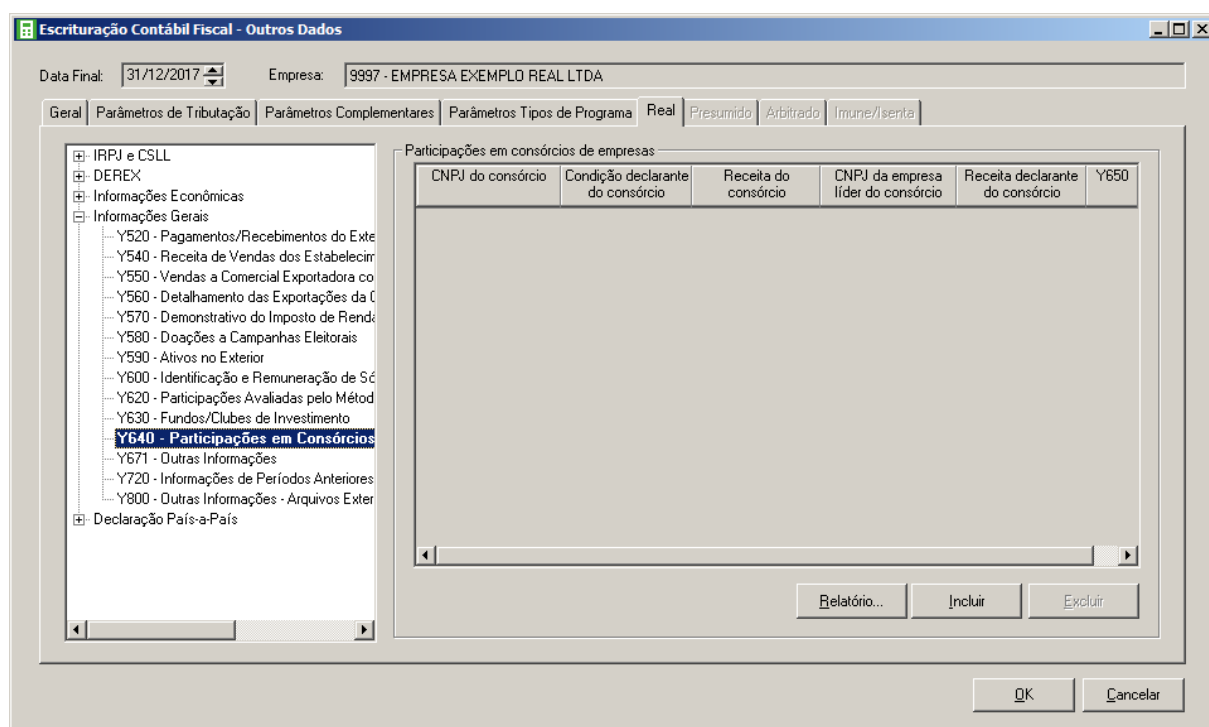 Escrituração Contábil Fiscal - Outros Dados
Data Final: 31/12/2017 Empresa: 9997 - EMPRESA EXEMPLO REAL LTDA
Geral Parâmetros de Tributação Parâmetros Complementares Parâmetros Tipos de Programa Real Presumido Arbitrado Imune/Isenta
IRPJ e CSLL
DEREX
Informações Econômicas
Informações Gerais
Y520 - Pagamentos/Recebimentos do Exte
Y540 - Receita de Vendas dos Estabelecim
Y550 - Vendas a Comercial Exportadora co
Y560 - Detalhamento das Exportações da C
Y570 - Demonstrativo do Imposto de Renda
Y580 - Doações a Campanhas Eleitorais
Y590 - Ativos no Exterior
Y600 - Identificação e Remuneração de Só
Y620 - Participações Avaliadas pelo Métod
Y630 - Fundos/Clubes de Investimento
Y640 - Participações em Consórcios
Y671 - Outras Informações
Y720 - Informações de Períodos Anteriores
Y800 - Outras Informações - Arquivos Exter
Declaração País-a-País
Participações em consórcios de empresas
CNPJ do consórcio Condição declarante Receita do CNPJ da empresa Receita declarante Y650
do consórcio consórcio líder do consórcio do consórcio
Relatório... Incluir Excluir
OK Cancelar